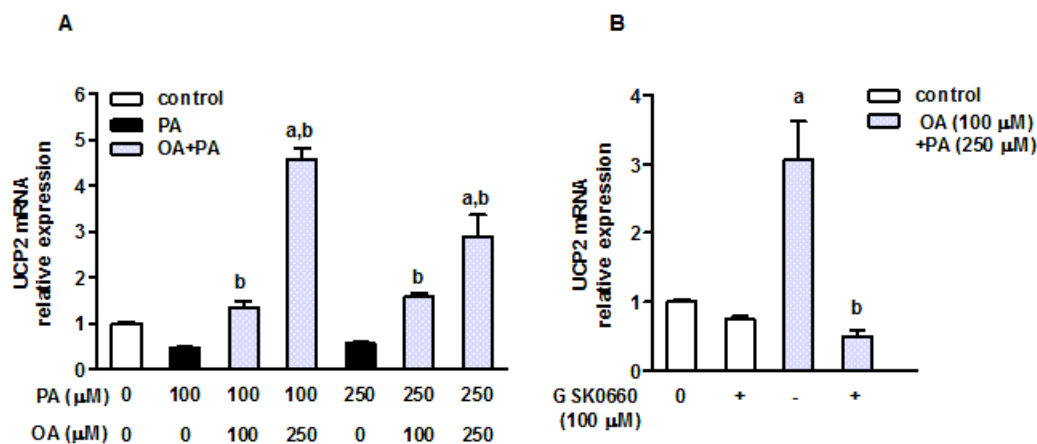 A
B
control
PA
OA+PA
UCP2 mRNA
relative expression
6
5
4
3
2
1
0
b
a,b
b
a,b
PA (µM) 0 100 100 100 250 250 250
OA (µM) 0 0 100 250 0 100 250
control
OA (100 µM)
+PA (250 µM)
UCP2 mRNA
relative expression
4
3
2
1
0
a
b
G SK0660 0 + - +
(100 µM)